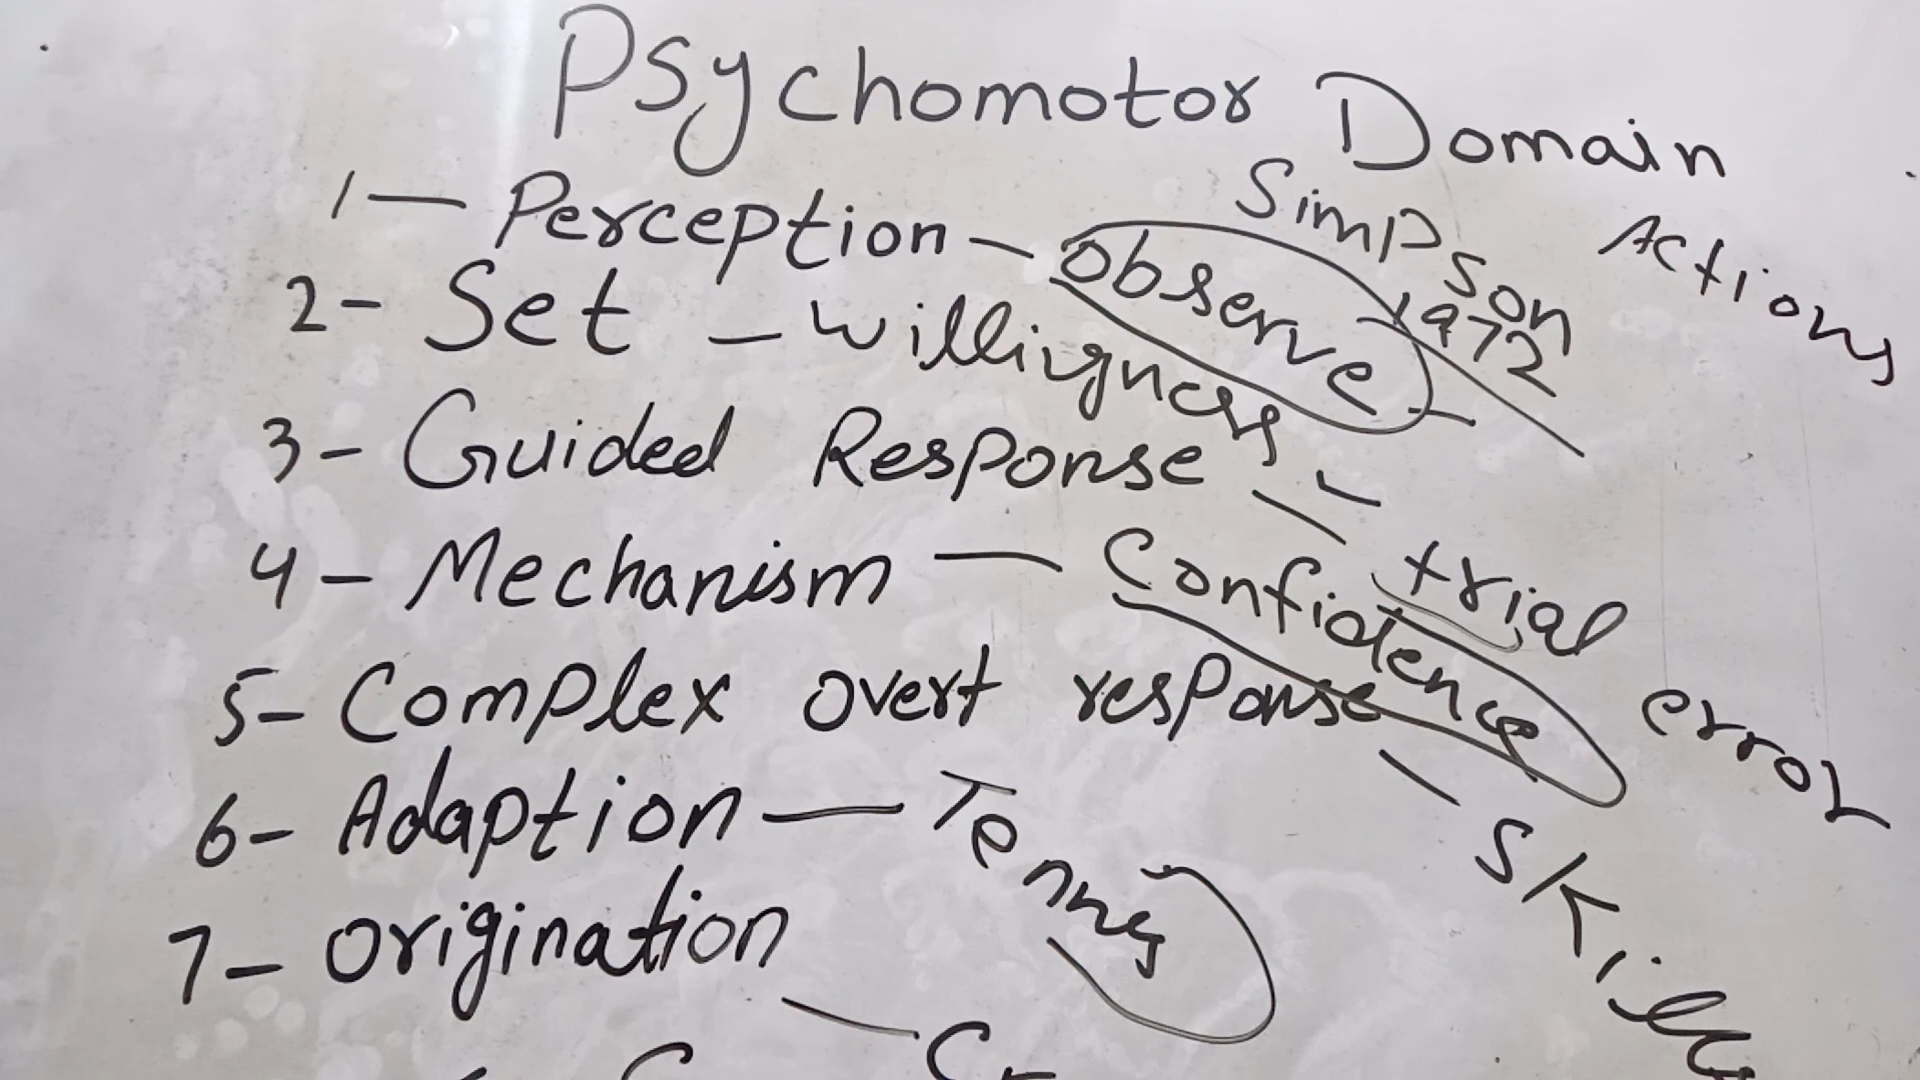 Psychomotor Domain
Simpson 1972
Actions
1 — Perception — observe
2 - Set — willigness
3 - Guided Response — trial error
4 - Mechanism — Confidence
5 - Complex overt response — skills
6 - Adaption — Tennis
7 - origination —